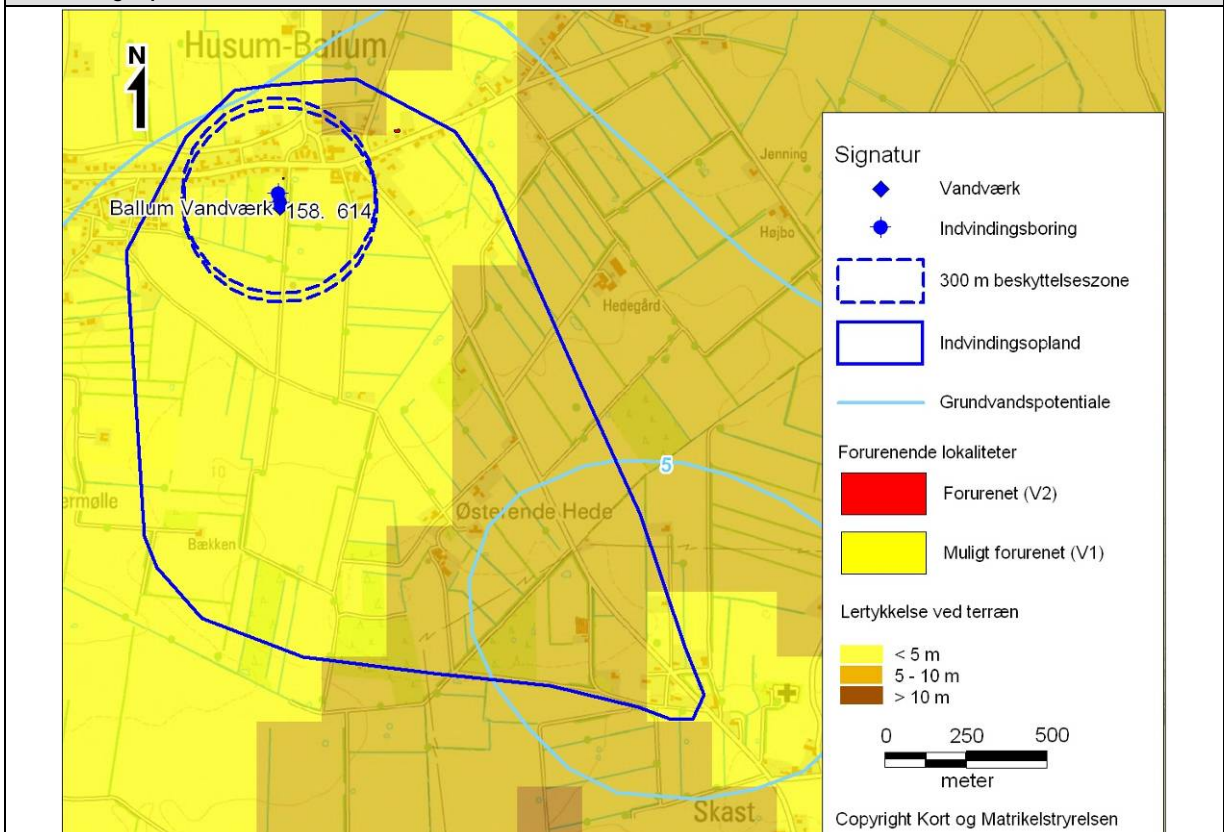 Husum-Ballum
N
Jenning
Ballum Vandværk 158. 614
Højbo
Hedegård
5
ermølle
Østerende Hede
10
Bækken
Skast
Signatur
Vandværk
Indvindingsboring
300 m beskyttelseszone
Indvindingsopland
Grundvandspotentiale
Forurenende lokaliteter
Forurenet (V2)
Muligt forurenet (V1)
Lertykkelse ved terræn
< 5 m
5 - 10 m
> 10 m
0 250 500
meter
Copyright Kort og Matrikelstryrelsen